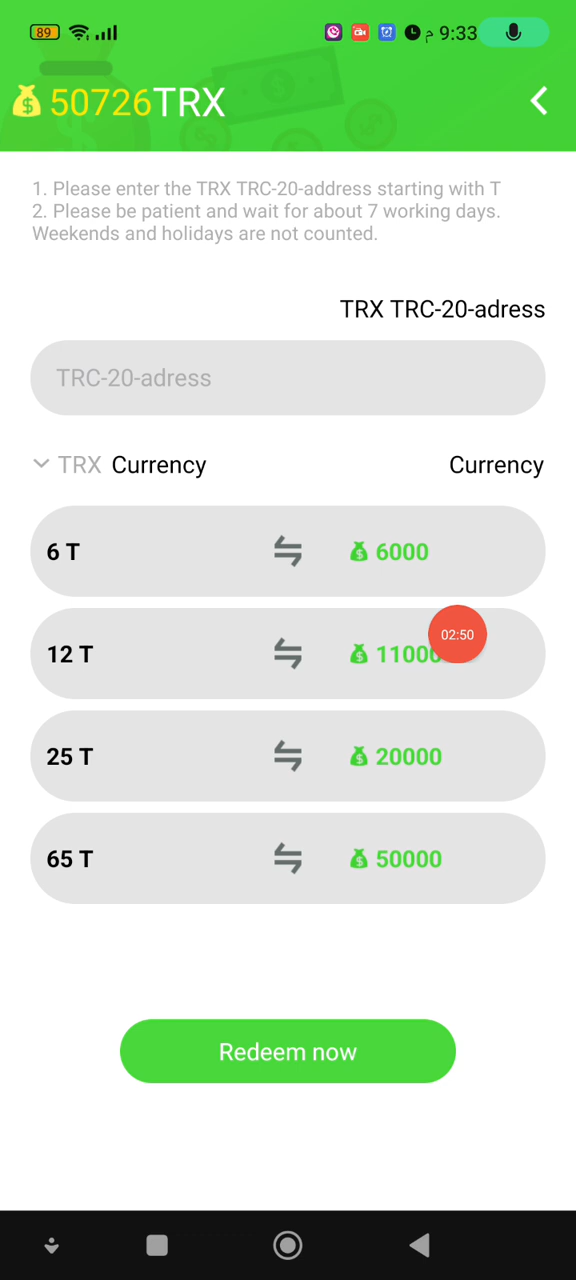 89
م 9:33
50726TRX
1. Please enter the TRX TRC-20-address starting with T
2. Please be patient and wait for about 7 working days.
Weekends and holidays are not counted.
TRX TRC-20-adress
TRC-20-adress
TRX Currency Currency
6 T 6000
12 T 11000
02:50
25 T 20000
65 T 50000
Redeem now